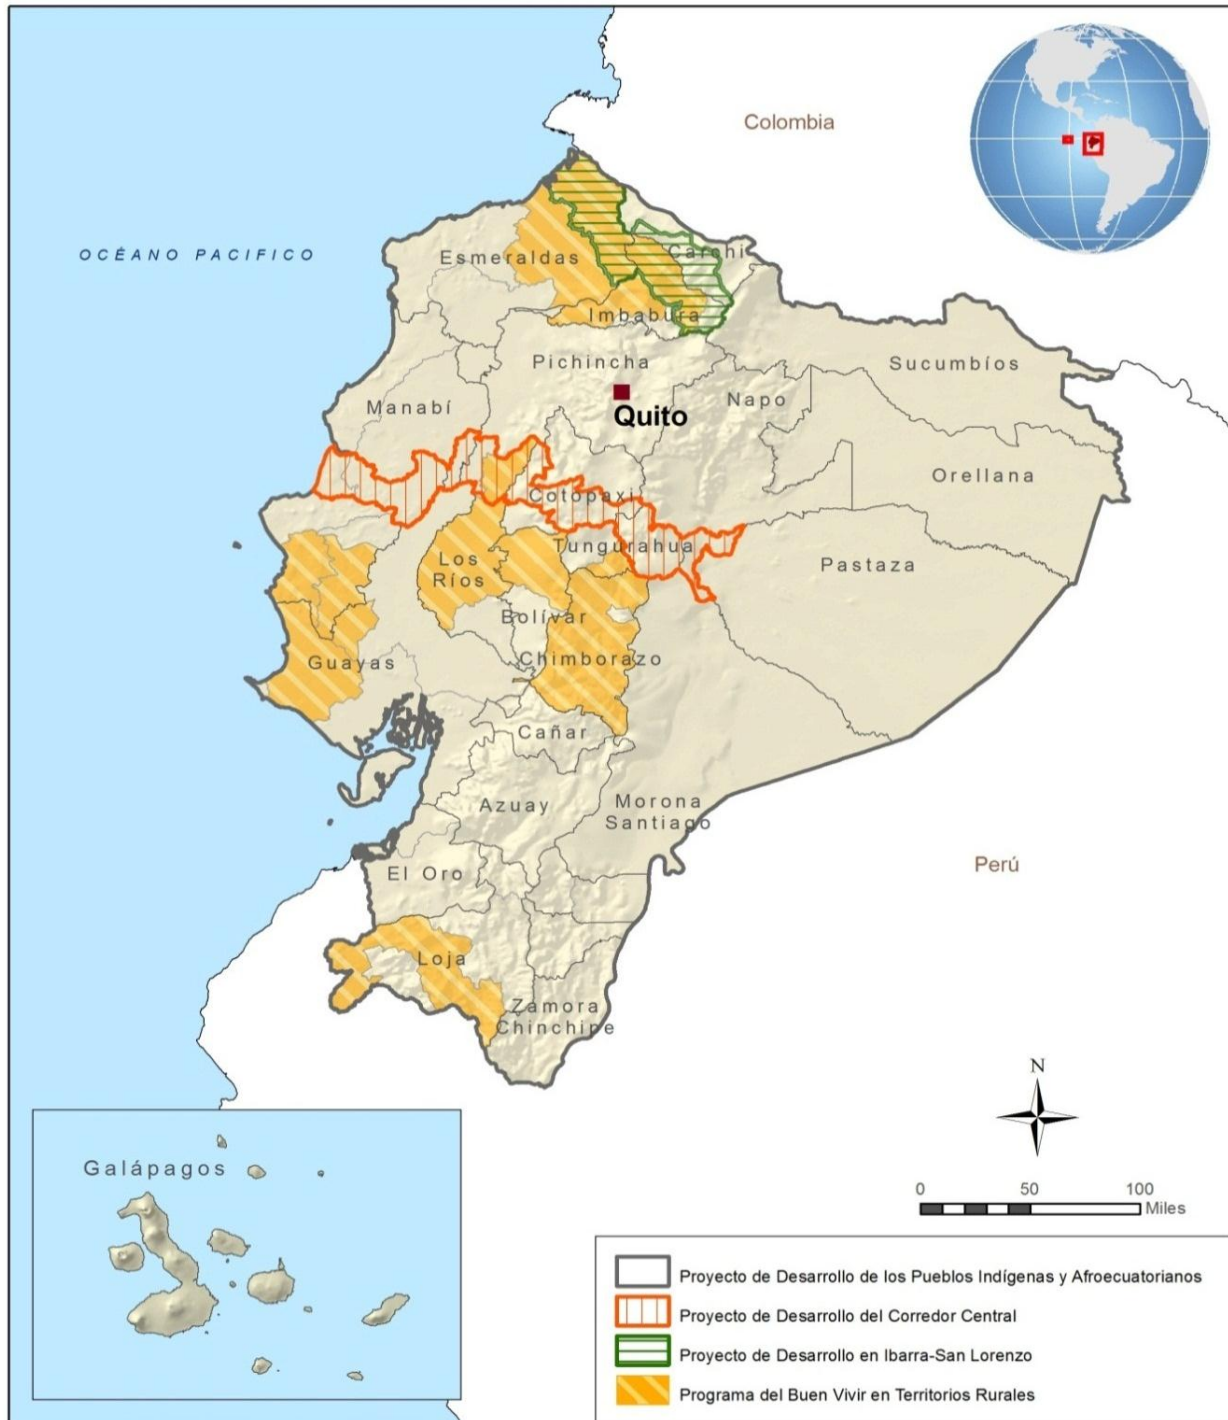 Colombia
OCÉANO PACIFICO
Esmeraldas
Carchi
Imbabura
Pichincha
Sucumbíos
Manabí
Napo
Quito
Orellana
Cotopaxi
Tungurahua
Los
Ríos
Pastaza
Bolívar
Guayas
Chimborazo
Cañar
Azuay
Morona
Santiago
El Oro
Perú
Loja
Zamora
Chinchipe
N
Galápagos
0 50 100
Miles
Proyecto de Desarrollo de los Pueblos Indígenas y Afroecuatorianos
Proyecto de Desarrollo del Corredor Central
Proyecto de Desarrollo en Ibarra-San Lorenzo
Programa del Buen Vivir en Territorios Rurales